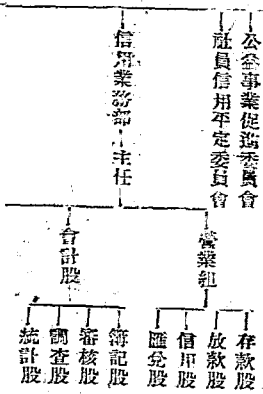 公益事業促進委員會
社員信用平定委員會
信用業務部—主任
營業組
會計股
存款股
放款股
信用股
匯兌股
簿記股
審核股
調查股
統計股